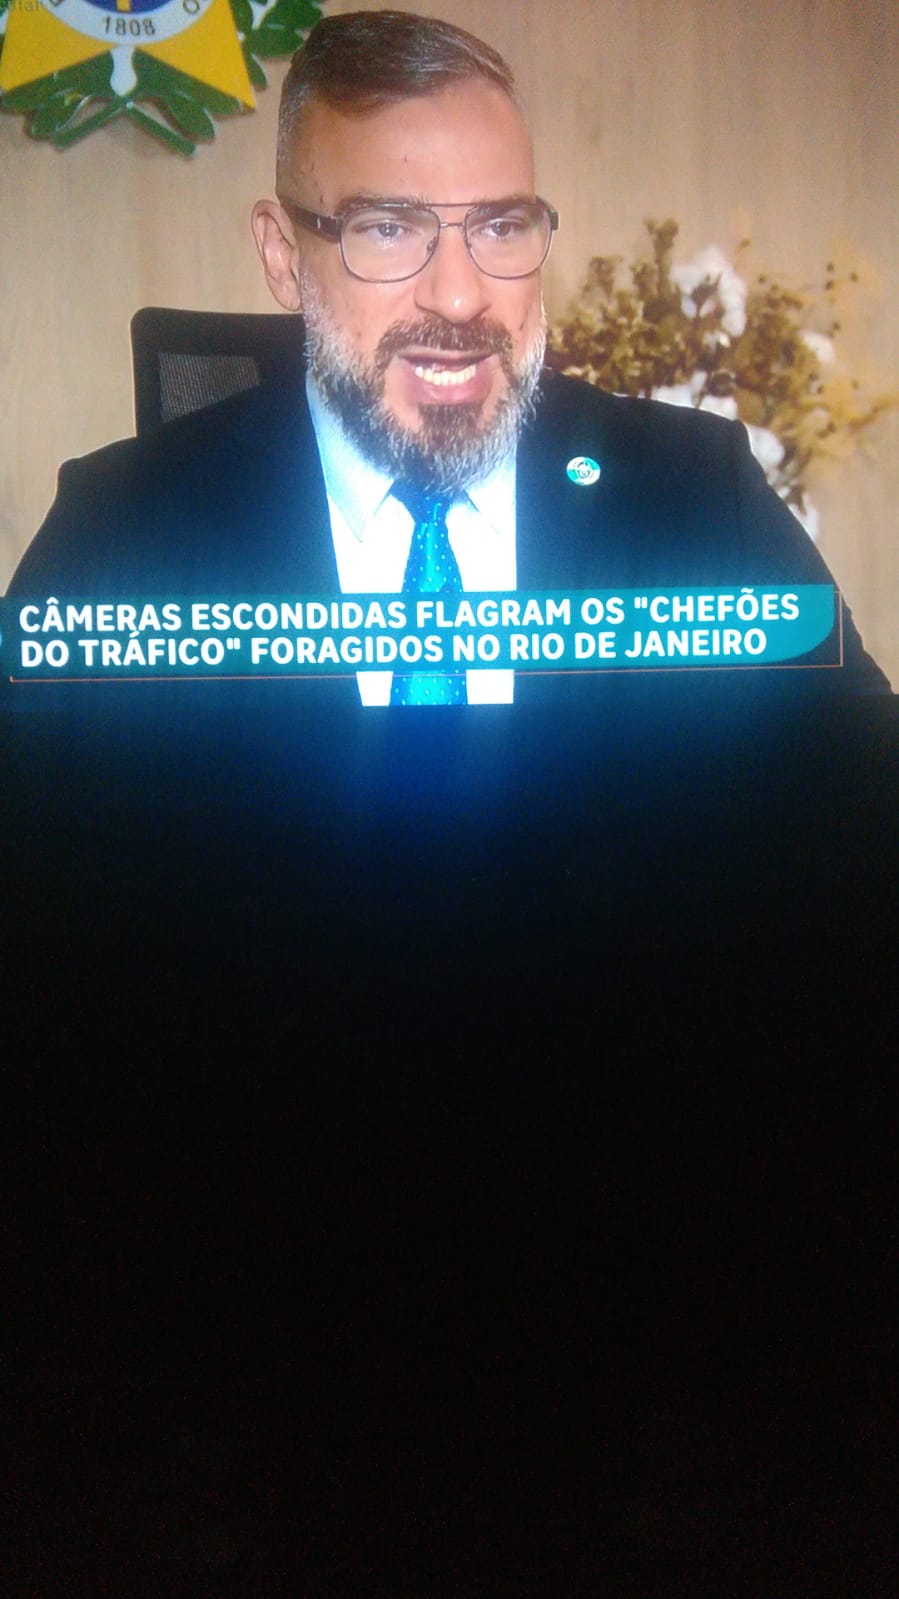 1808
CÂMERAS ESCONDIDAS FLAGRAM OS "CHEFÕES
DO TRÁFICO" FORAGIDOS NO RIO DE JANEIRO